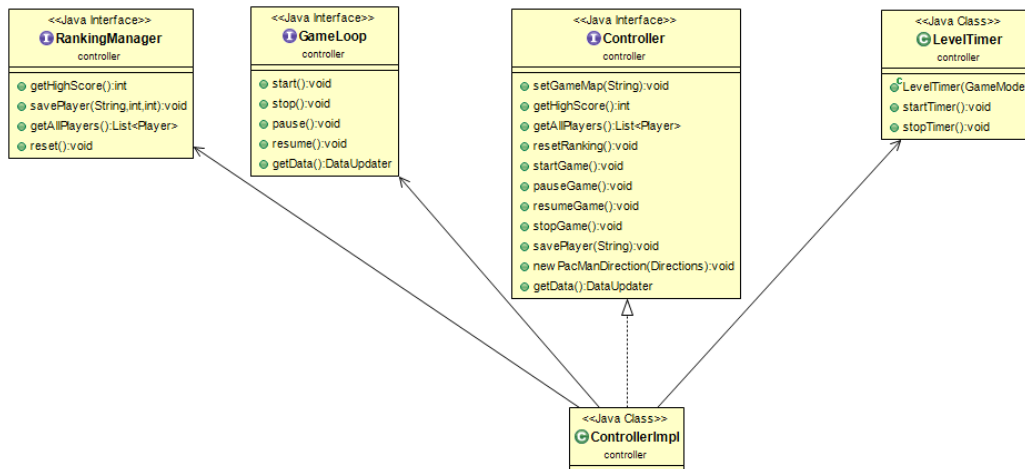 <<Java Interface>>
RankingManager
controller
getHighScore():int
savePlayer(String,int,int):void
getAllPlayers():List<Player>
reset():void
<<Java Interface>>
GameLoop
controller
start():void
stop():void
pause():void
resume():void
getData():DataUpdater
<<Java Interface>>
Controller
controller
setGameMap(String):void
getHighScore():int
getAllPlayers():List<Player>
resetRanking():void
startGame():void
pauseGame():void
resumeGame():void
stopGame():void
savePlayer(String):void
newPacManDirection(Directions):void
getData():DataUpdater
<<Java Class>>
LevelTimer
controller
LevelTimer(GameMode
startTimer():void
stopTimer():void
<<Java Class>>
ControllerImpl
controller